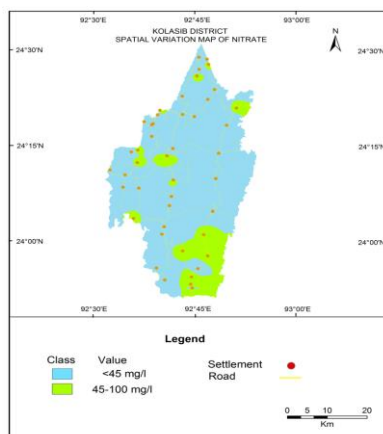 KOLASIB DISTRICT
SPATIAL VARIATION MAP OF NITRATE
N
92°30'E 92°45'E 93°00'E
24°30'N 24°30'N
24°15'N 24°15'N
24°00'N 24°00'N
92°30'E 92°45'E 93°00'E
Legend
Class Value
<45 mg/l
45-100 mg/l
Settlement
Road
0 5 10 20
Km